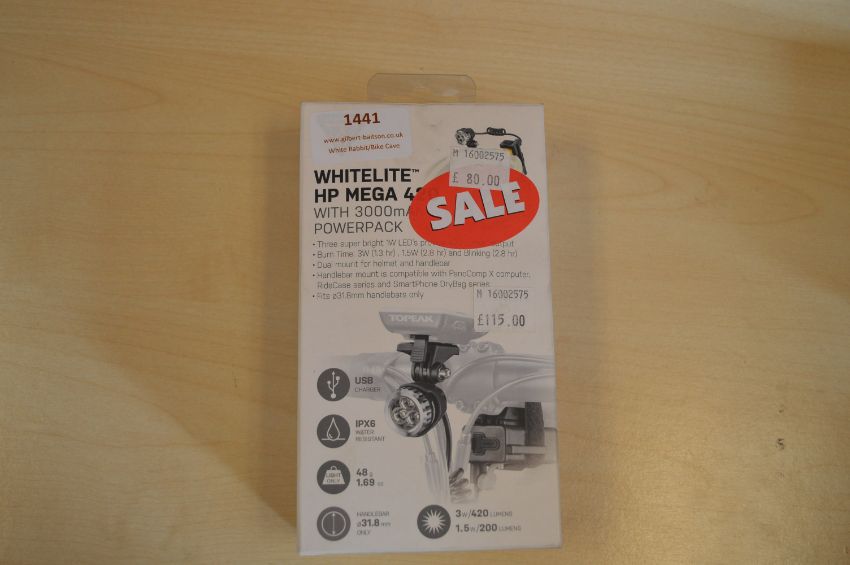 1441
www.gilbert-baitson.co.uk
White Rabbit/Bike Cave
M 16002575
£ 80.00
SALE
WHITELITE™
HP MEGA 4
WITH 3000mA
POWERPACK
• Three super bright 1W LED's output
• Burn Time: 3W (1.3 hr) , 1.5W (2.8 hr) and Blinking (2.8 hr)
• Dual mount for helmet and handlebar
• Handlebar mount is compatible with PanoComp X computer,
RideCase series and SmartPhone DryBag series
• Fits ø31.8mm handlebars only
M 16002575
£115.00
TOPEAK
USB
CHARGER
IPX6
WATER
RESISTANT
LIGHT
ONLY
48 g
1.69 oz
HANDLEBAR
ø31.8 mm
ONLY
3w/420 LUMENS
1.5w/200 LUMENS